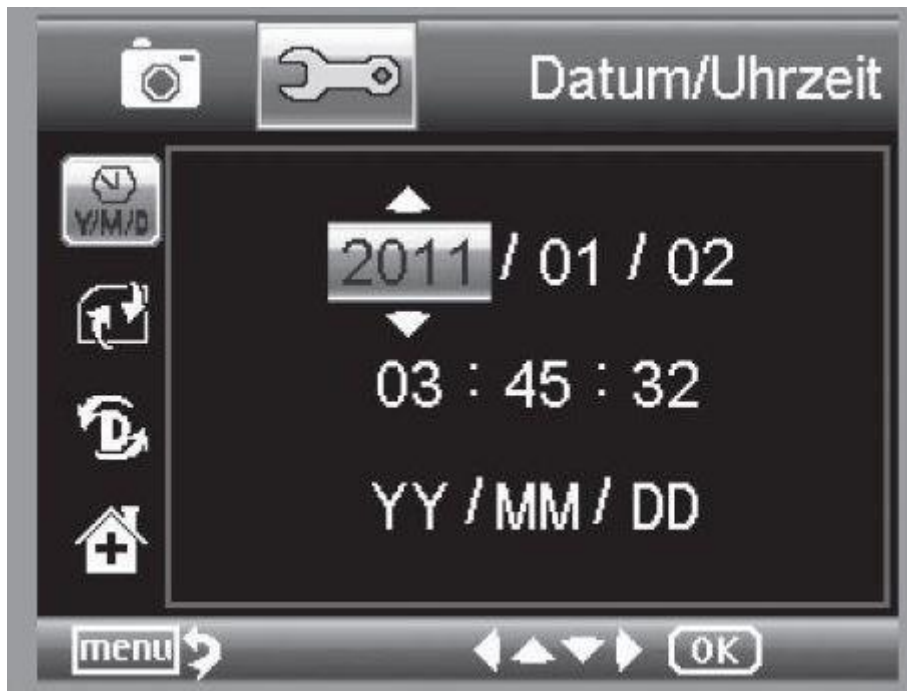 Datum/Uhrzeit
Y/M/D
2011 / 01 / 02
D
03 : 45 : 32
YY / MM / DD
menu OK